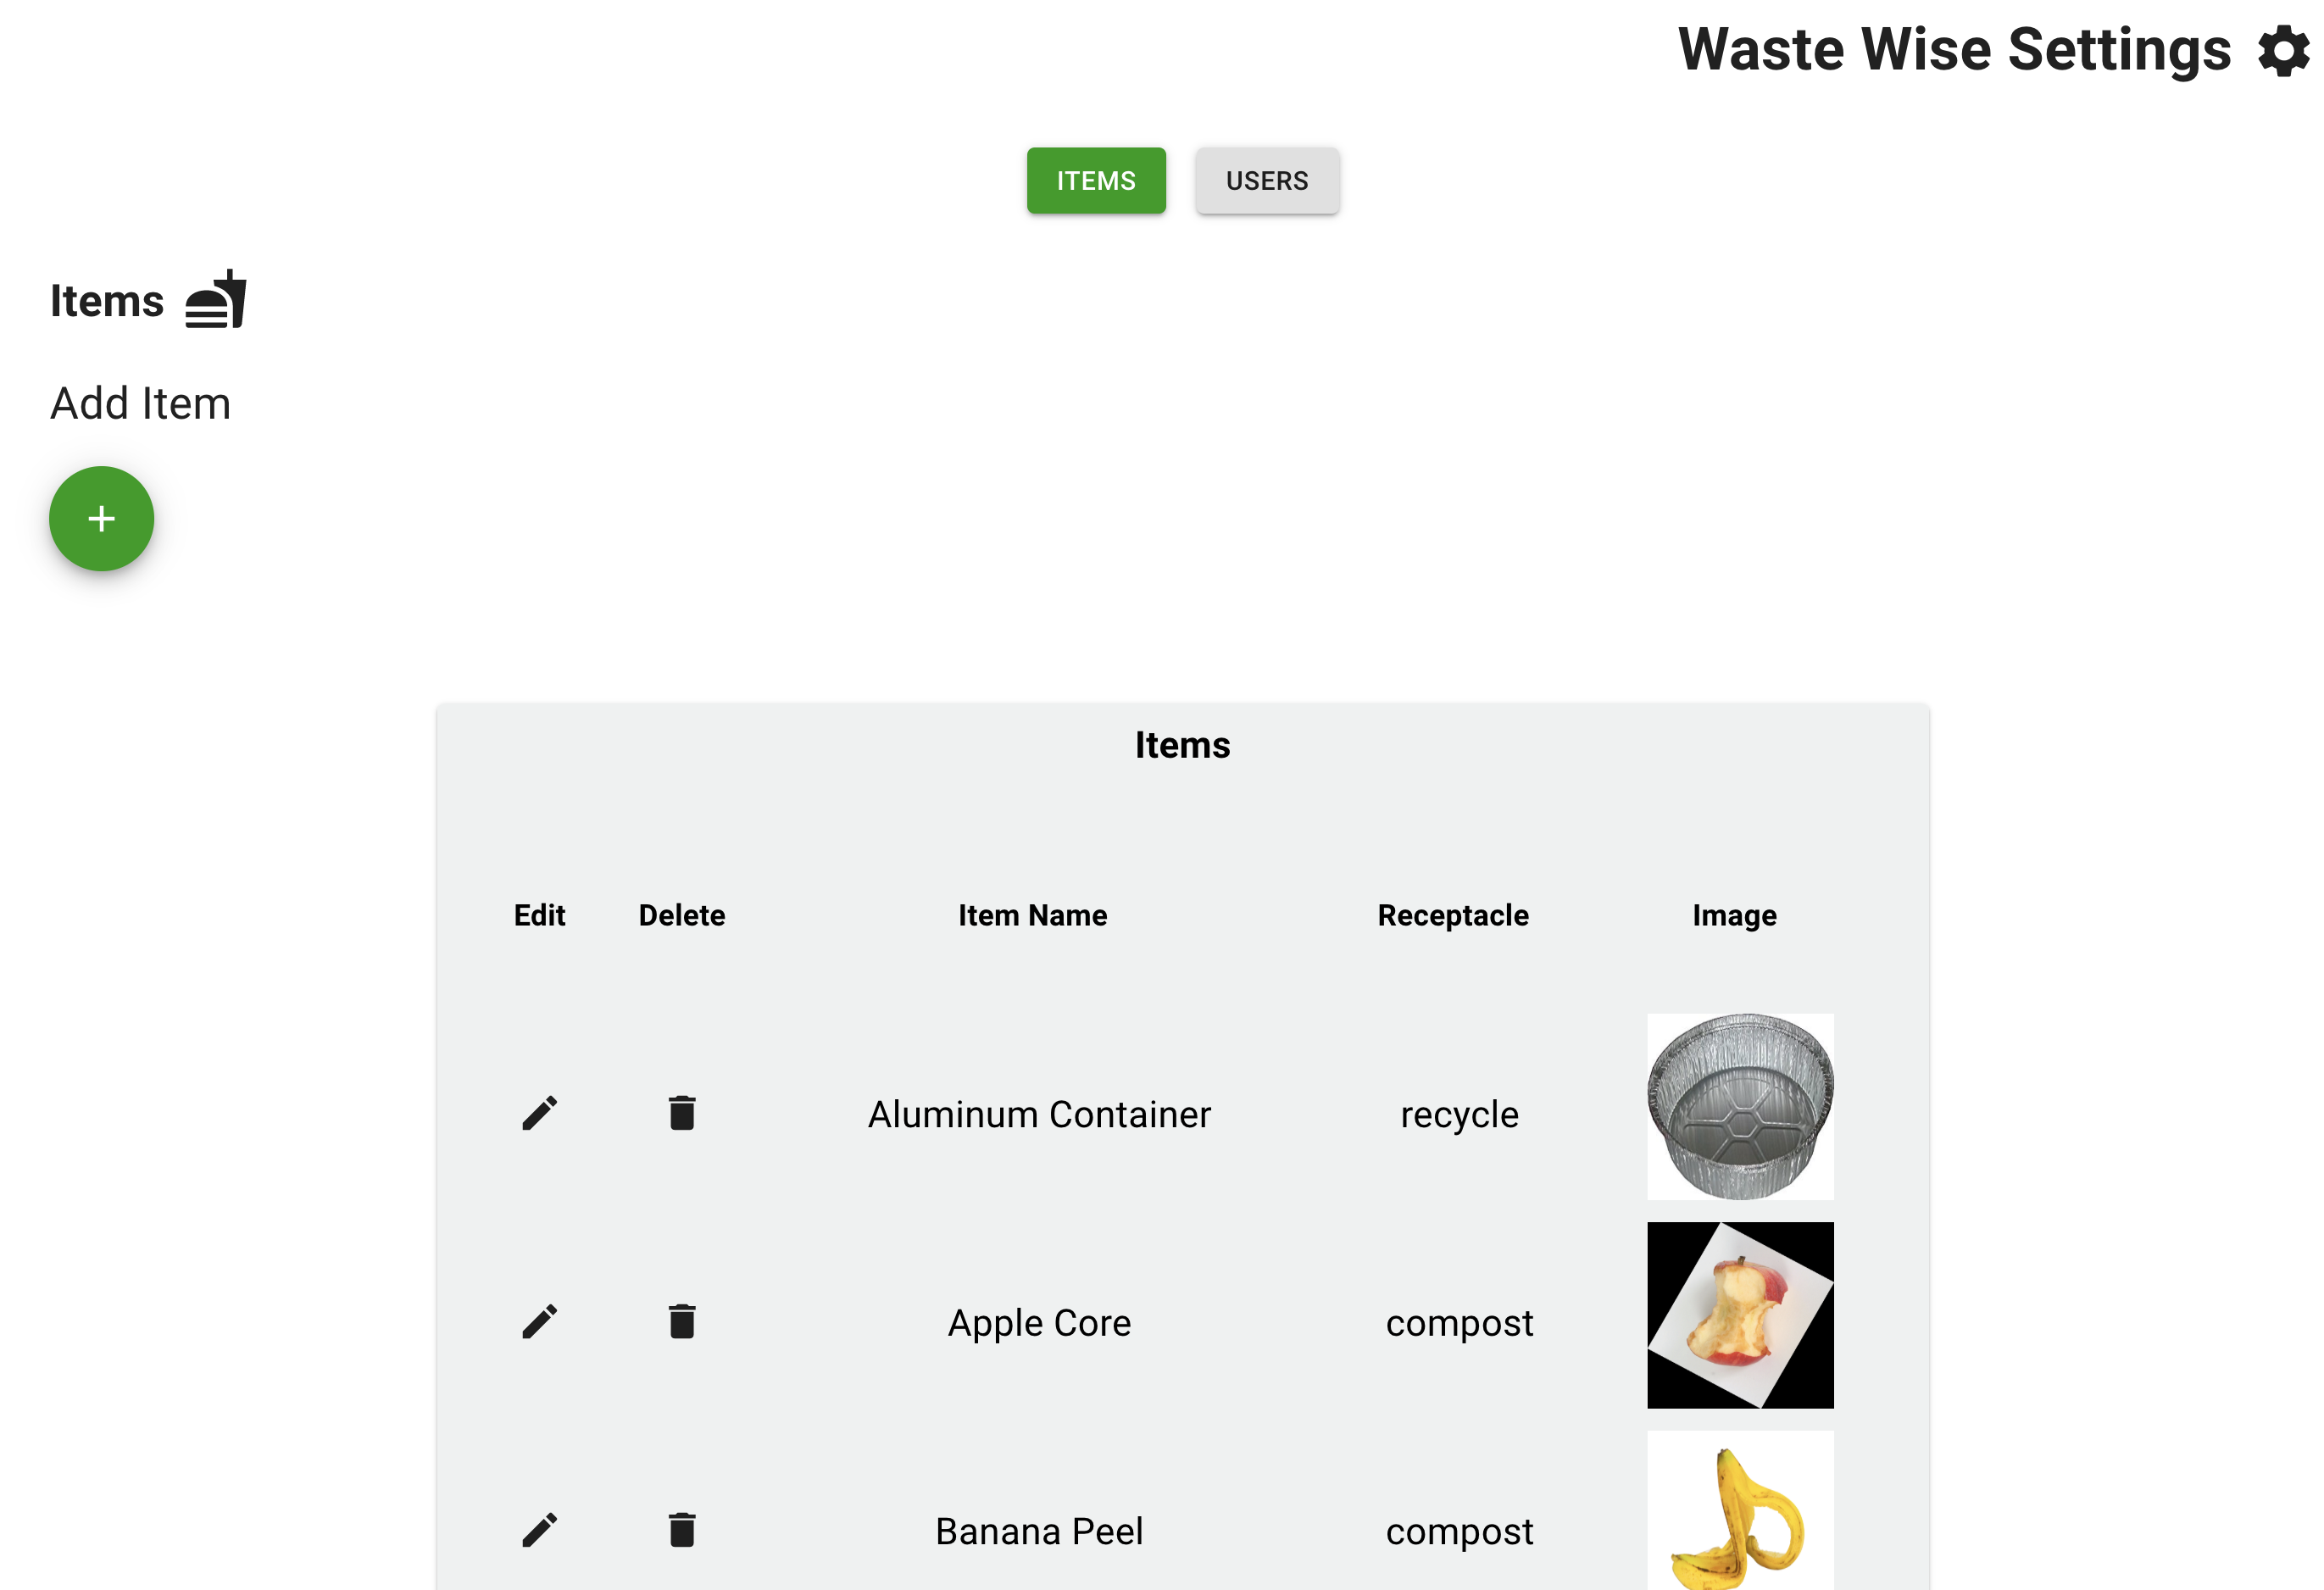 Waste Wise Settings
ITEMS USERS
Items
Add Item
+
Items
Edit Delete Item Name Receptacle Image
Aluminum Container recycle
Apple Core compost
Banana Peel compost